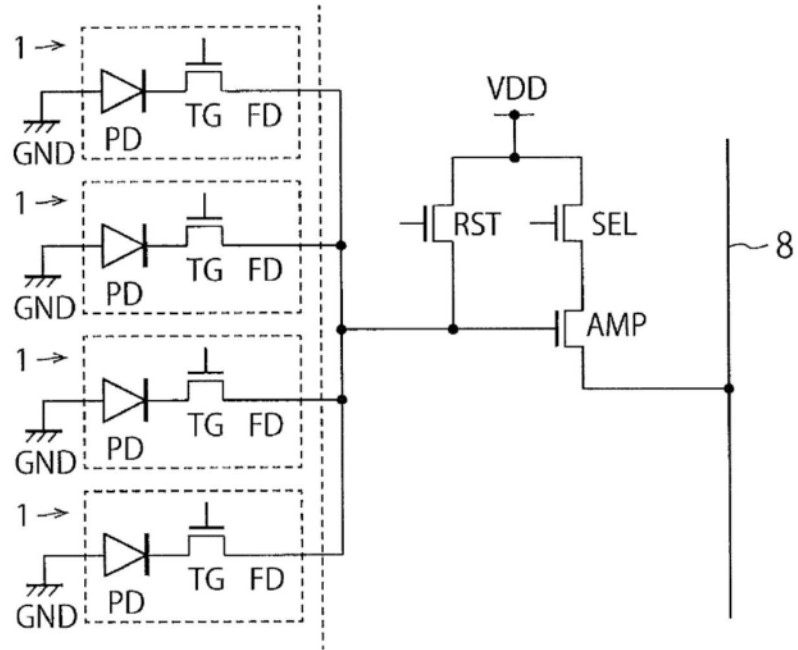 1
TG FD
PD
GND
1
TG FD
PD
GND
1
TG FD
PD
GND
1
TG FD
PD
GND
VDD
RST
SEL
AMP
8